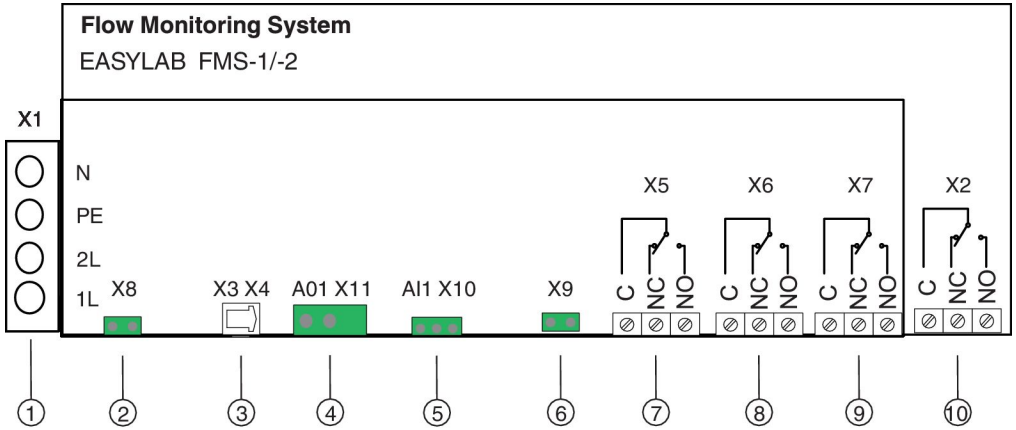 Flow Monitoring System
EASYLAB FMS-1/-2
X1
N
PE
2L
1L
X8
X3 X4
A01 X11
AI1 X10
X9
X5
C NC NO
X6
C NC NO
X7
C NC NO
X2
C NC NO
1 2 3 4 5 6 7 8 9 10